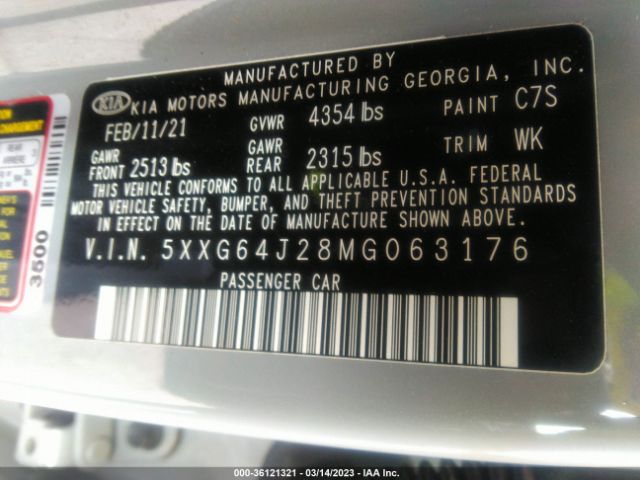 MANUFACTURED BY
KIA KIA MOTORS MANUFACTURING GEORGIA, INC.
FEB/11/21 GVWR 4354 lbs PAINT C7S
GAWR FRONT 2513 lbs GAWR REAR 2315 lbs TRIM WK
THIS VEHICLE CONFORMS TO ALL APPLICABLE U.S.A. FEDERAL
MOTOR VEHICLE SAFETY, BUMPER, AND THEFT PREVENTION STANDARDS
IN EFFECT ON THE DATE OF MANUFACTURE SHOWN ABOVE.
V.I.N. 5XXG64J28MG063176
PASSENGER CAR
REAR
3500
000-36121321 - 03/14/2023 - IAA Inc.